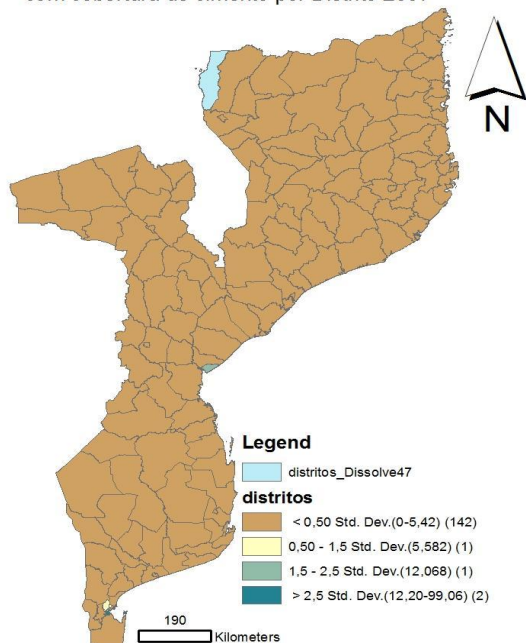 com cobertura de cimento por Distrito 2007
N
Legend
distritos_Dissolve47
distritos
< 0,50 Std. Dev.(0-5,42) (142)
0,50 - 1,5 Std. Dev.(5,582) (1)
1,5 - 2,5 Std. Dev.(12,068) (1)
> 2,5 Std. Dev.(12,20-99,06) (2)
190
Kilometers